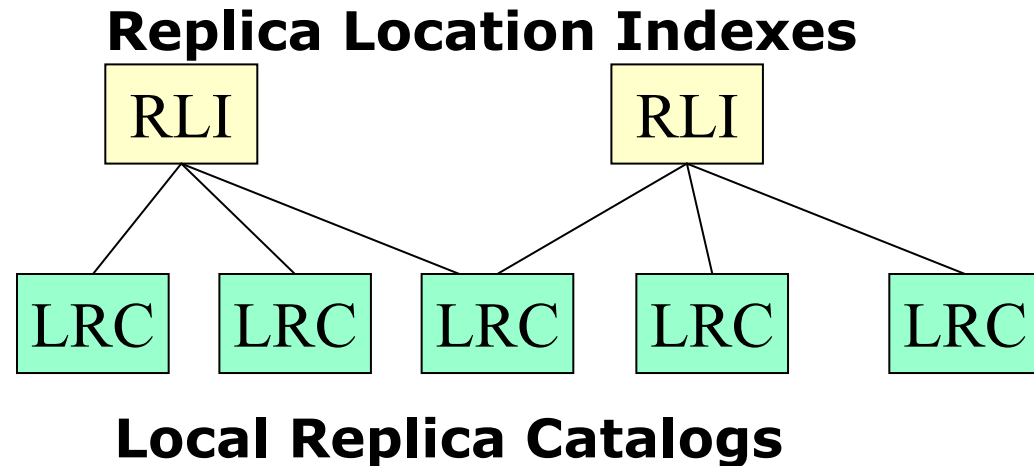 Replica Location Indexes
RLI RLI
LRC LRC LRC LRC LRC
Local Replica Catalogs